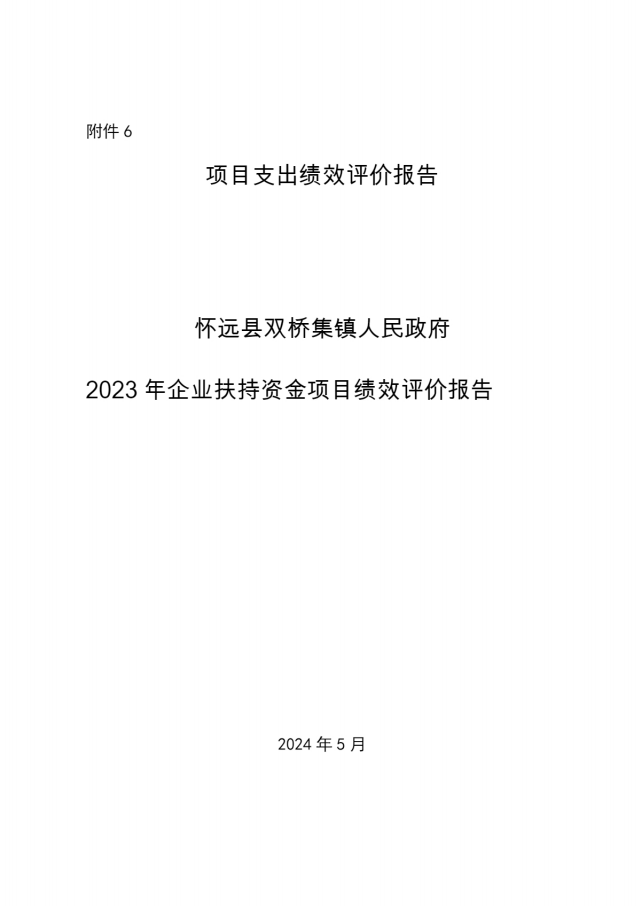 附件 6
项目支出绩效评价报告
怀远县双桥集镇人民政府
2023 年企业扶持资金项目绩效评价报告
2024 年 5 月